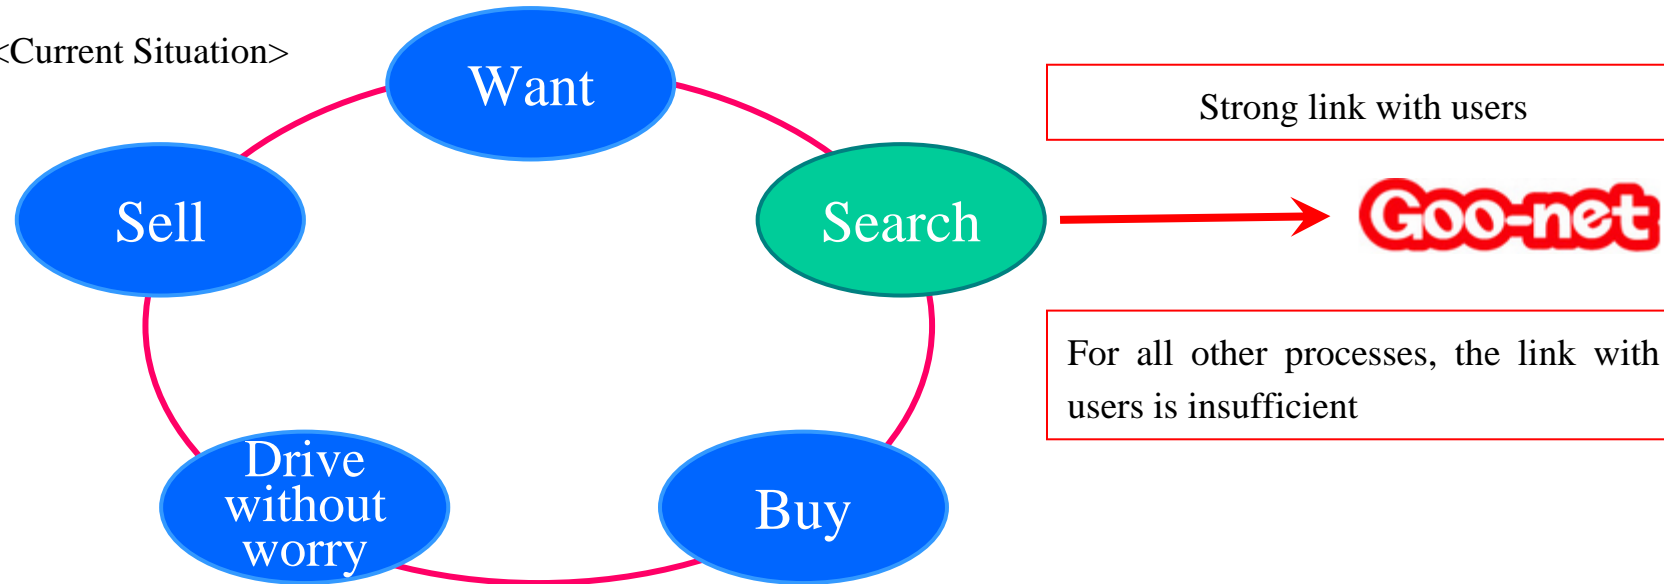 <Current Situation>
Want
Strong link with users
Sell
Search
Goo-net
For all other processes, the link with
users is insufficient
Drive
without
worry
Buy